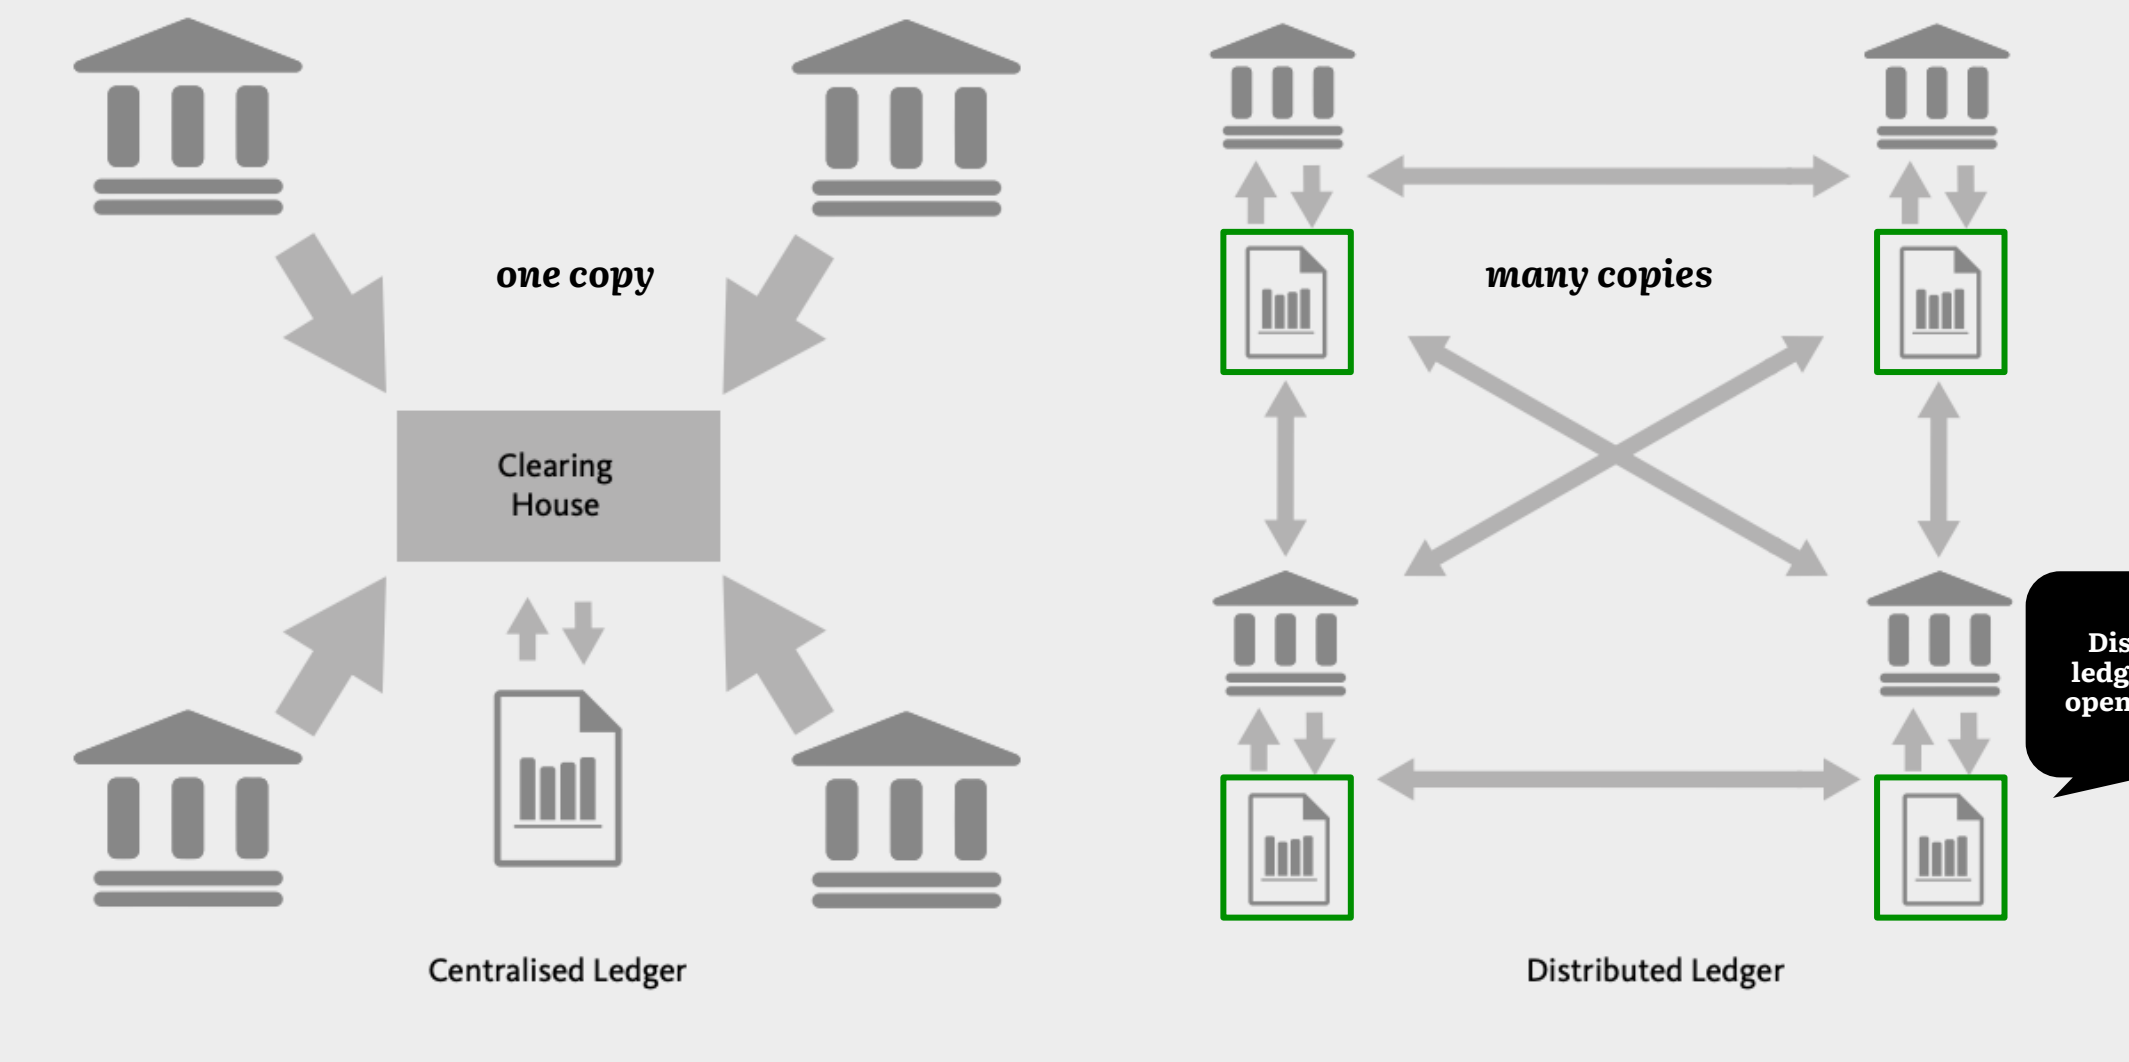 one copy
many copies
Clearing
House
Centralised Ledger
Distributed Ledger